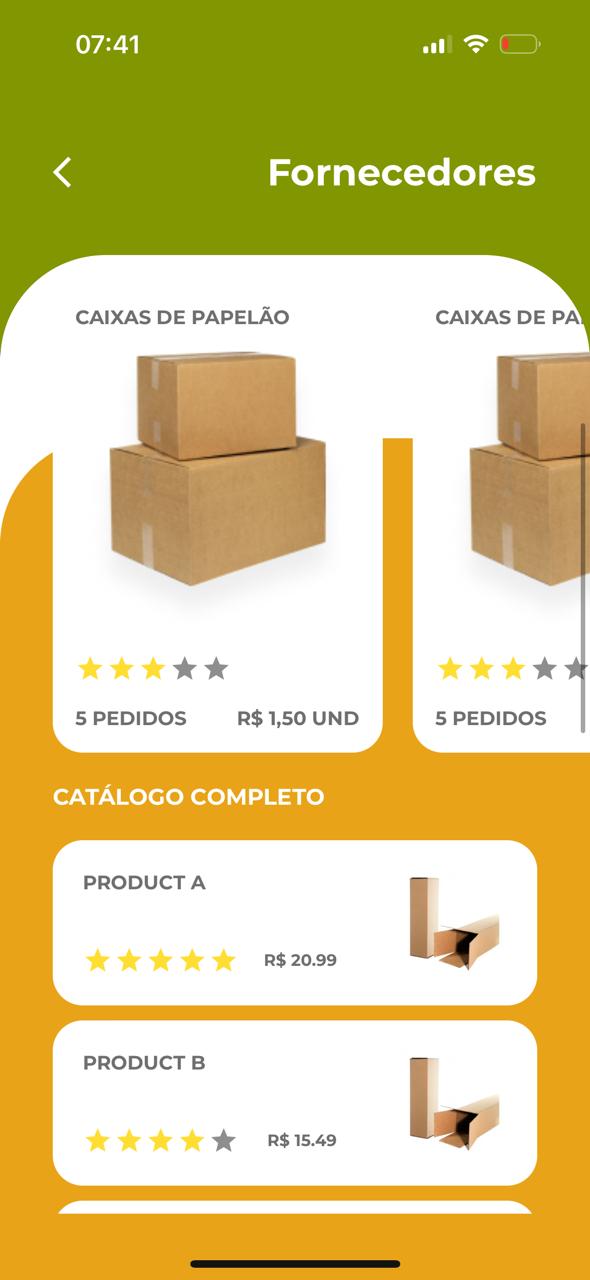 07:41
Fornecedores
CAIXAS DE PAPELÃO
CAIXAS DE PA
5 PEDIDOS R$ 1,50 UND
5 PEDIDOS
CATÁLOGO COMPLETO
PRODUCT A
R$ 20.99
PRODUCT B
R$ 15.49